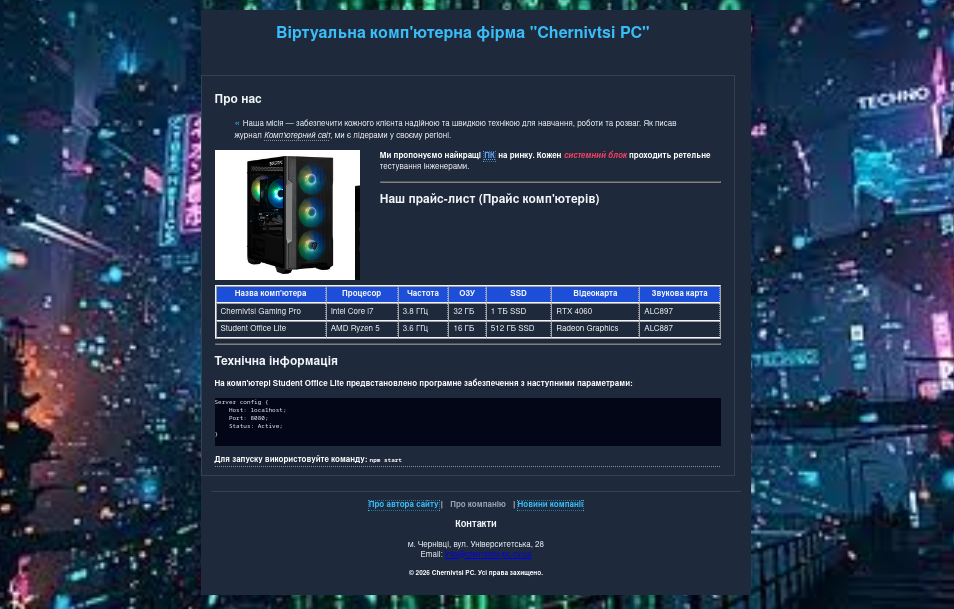 Віртуальна комп'ютерна фірма "Chernivtsi PC"
TECHNO
Про нас
« Наша місія — забезпечити кожного клієнта надійною та швидкою технікою для навчання, роботи та розваг. Як писав
журнал Комп'ютерний світ, ми є лідерами у своєму регіоні.
Ми пропонуємо найкращі ПК на ринку. Кожен системний блок проходить ретельне
тестування інженерами.
Наш прайс-лист (Прайс комп'ютерів)
Назва комп'ютера Процесор Частота ОЗУ SSD Відеокарта Звукова карта
Chernivtsi Gaming Pro Intel Core i7 3.8 ГГц 32 ГБ 1 ТБ SSD RTX 4060 ALC897
Student Office Lite AMD Ryzen 5 3.6 ГГц 16 ГБ 512 ГБ SSD Radeon Graphics ALC887
Технічна інформація
На комп'ютері Student Office Lite предвстановлено програмне забезпечення з наступними параметрами:
Server config {
Host: localhost;
Port: 8080;
Status: Active;
}
Для запуску використовуйте команду: npm start
Про автора сайту | Про компанію | Новини компанії
Контакти
м. Чернівці, вул. Університетська, 28
Email:
© 2026 Chernivtsi PC. Усі права захищено.